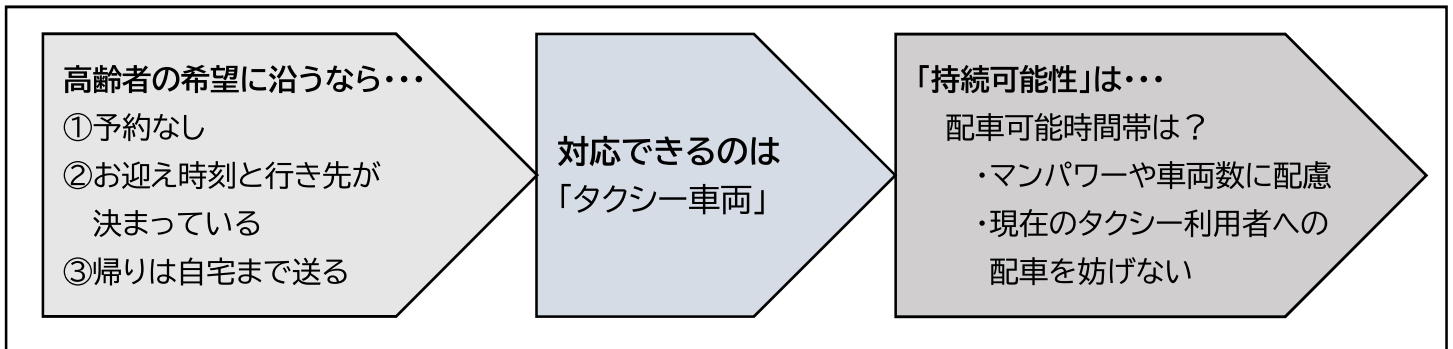 高齢者の希望に沿うなら・・・
①予約なし
②お迎え時刻と行き先が
決まっている
③帰りは自宅まで送る
対応できるのは
「タクシー車両」
「持続可能性」は・・・
配車可能時間帯は？
・マンパワーや車両数に配慮
・現在のタクシー利用者への
配車を妨げない